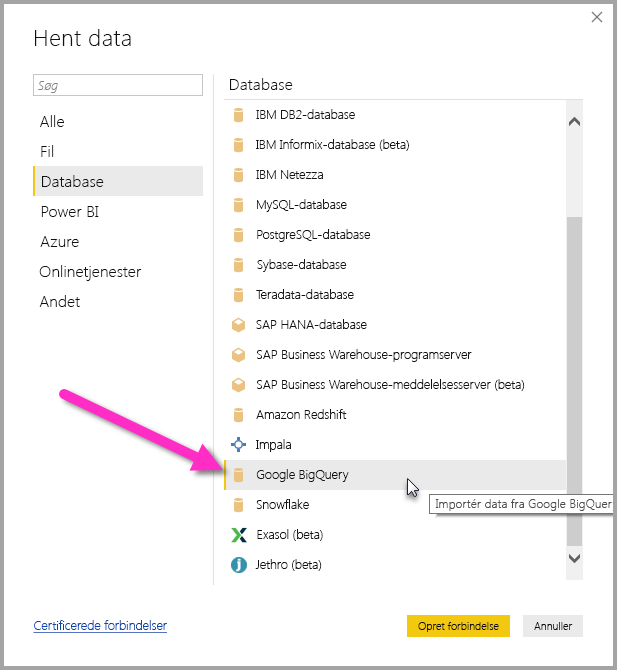 Hent data
Søg
Alle
Fil
Database
Power BI
Azure
Onlinetjenester
Andet
Database
IBM DB2-database
IBM Informix-database (beta)
IBM Netezza
MySQL-database
PostgreSQL-database
Sybase-database
Teradata-database
SAP HANA-database
SAP Business Warehouse-programserver
SAP Business Warehouse-meddelelsesserver (beta)
Amazon Redshift
Impala
Google BigQuery
Importér data fra Google BigQuer
Snowflake
Exasol (beta)
Jethro (beta)
Certificerede forbindelser
Opret forbindelse
Annuller